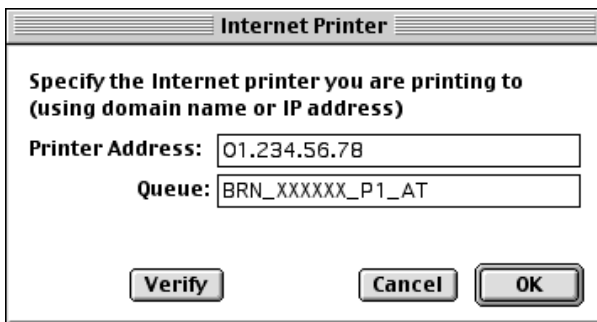 Internet Printer
Specify the Internet printer you are printing to
(using domain name or IP address)
Printer Address: 01.234.56.78
Queue: BRN_XXXXXX_P1_AT
Verify Cancel OK